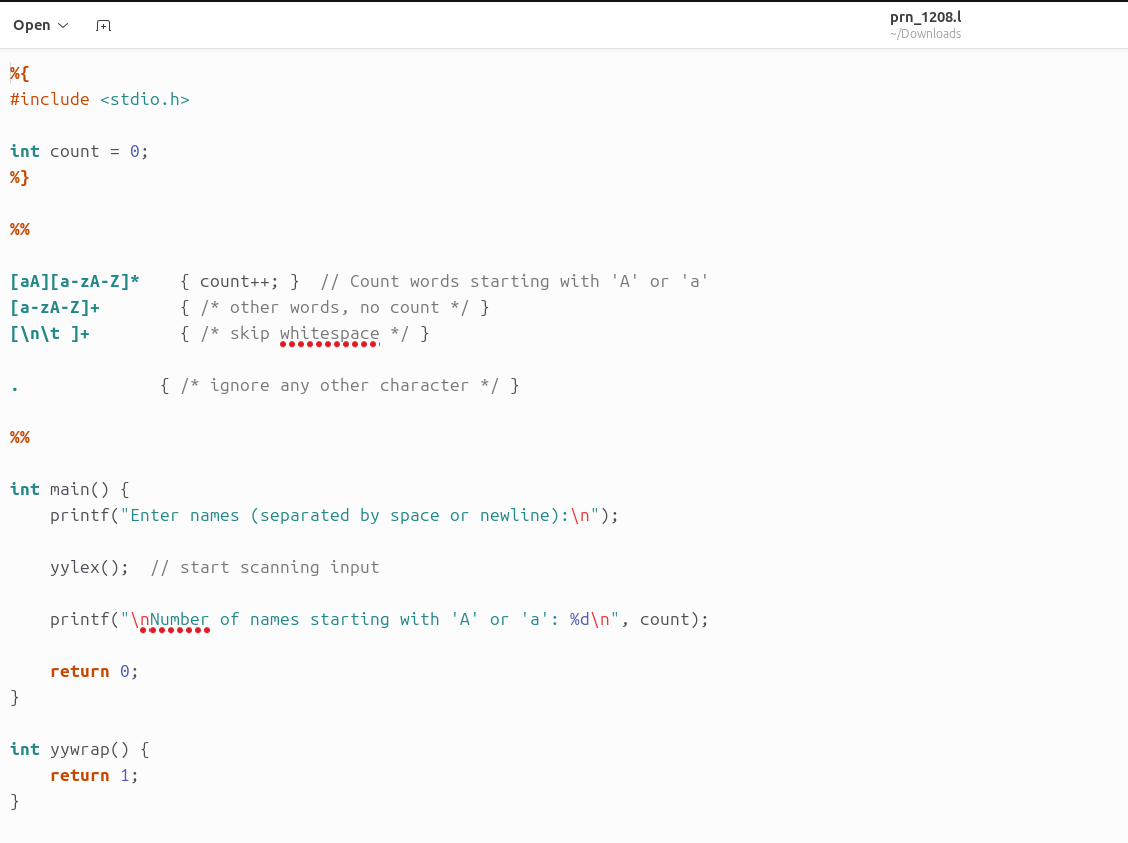 Open
prn_1208.l
~/Downloads
%{
#include <stdio.h>
int count = 0;
%}
%%
[aA][a-zA-Z]*    { count++; }  // Count words starting with 'A' or 'a'
[a-zA-Z]+        { /* other words, no count */ }
[\n\t ]+         { /* skip whitespace */ }
.              { /* ignore any other character */ }
%%
int main() {
    printf("Enter names (separated by space or newline):\n");
    yylex();  // start scanning input
    printf("\nNumber of names starting with 'A' or 'a': %d\n", count);
    return 0;
}
int yywrap() {
    return 1;
}